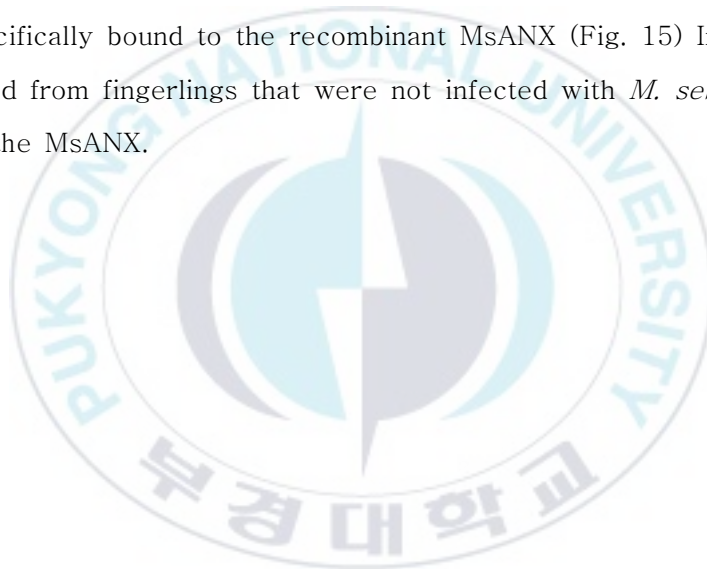 cifically bound to the recombinant MsANX (Fig. 15) I
d from fingerlings that were not infected with M. se
the MsANX.
PUKYONG NATIONAL UNIVERSITY
부경대학교